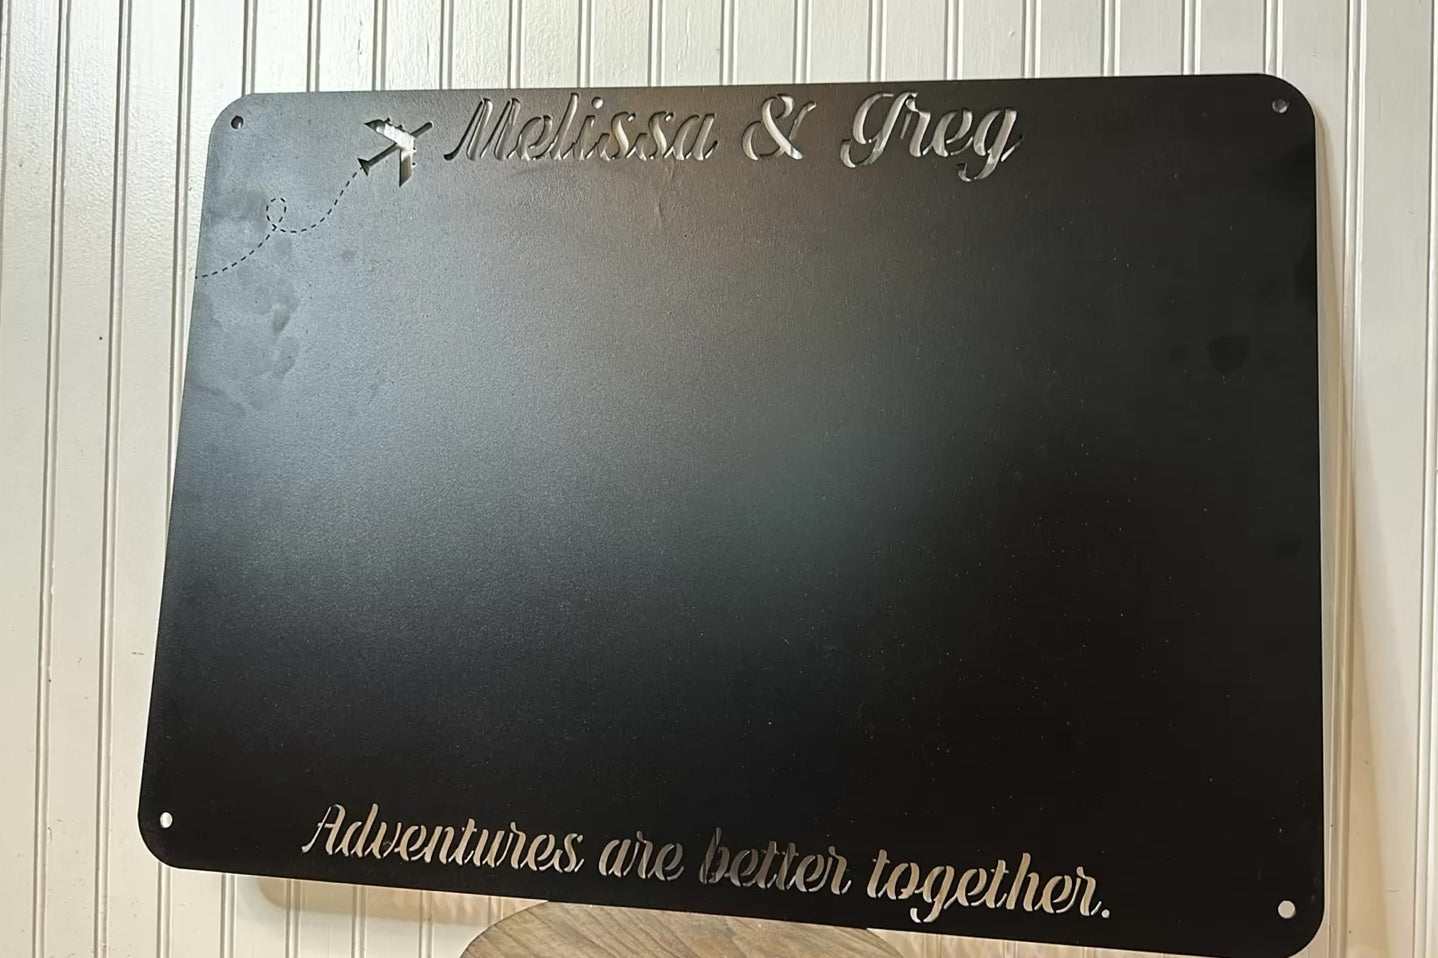 Melissa & Greg
Adventures are better together.